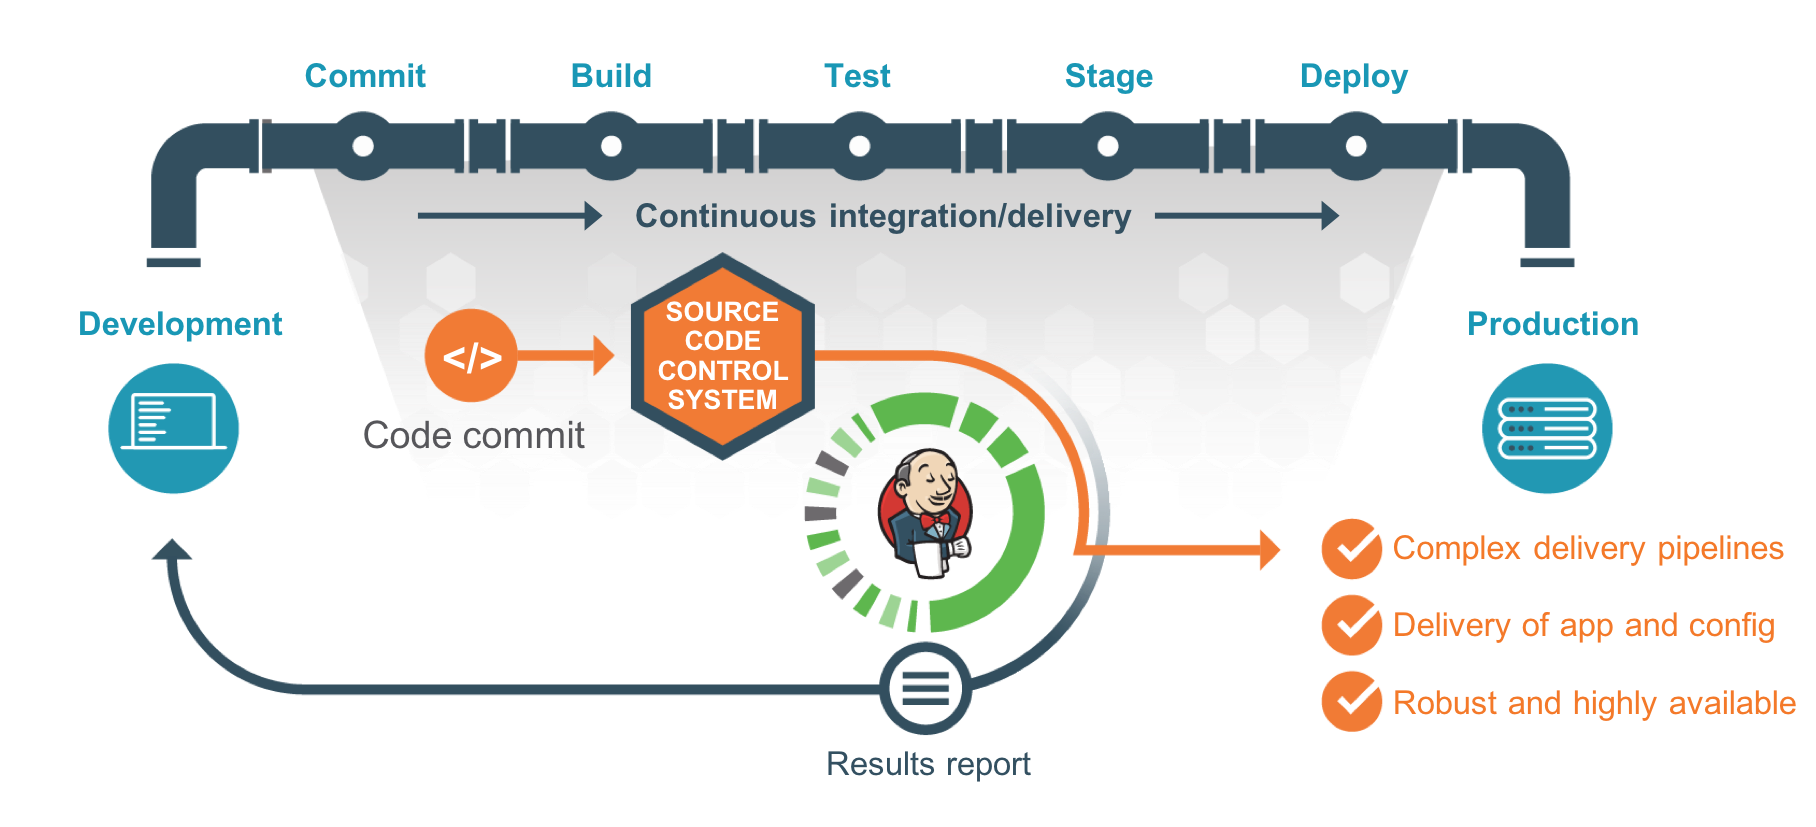 Commit
Build
Test
Stage
Deploy
Continuous integration/delivery
Development
Production
</>
SOURCE
CODE
CONTROL
SYSTEM
Code commit
Complex delivery pipelines
Delivery of app and config
Robust and highly available
Results report